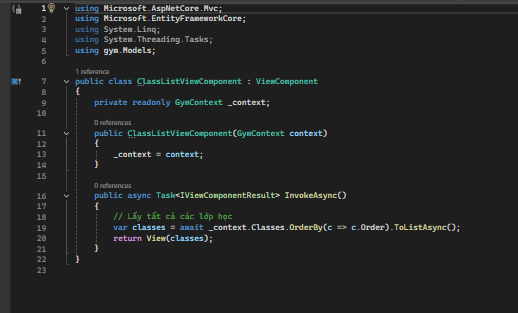 1 using Microsoft.AspNetCore.Mvc;
2 using Microsoft.EntityFrameworkCore;
3 using System.Linq;
4 using System.Threading.Tasks;
5 using gym.Models;
6
1 reference
7 public class ClassListViewComponent : ViewComponent
8 {
9 private readonly GymContext _context;
10
0 references
11 public ClassListViewComponent(GymContext context)
12 {
13 _context = context;
14 }
15
0 references
16 public async Task<IViewComponentResult> InvokeAsync()
17 {
18 // Lấy tất cả các lớp học
19 var classes = await _context.Classes.OrderBy(c => c.Order).ToListAsync();
20 return View(classes);
21 }
22 }
23